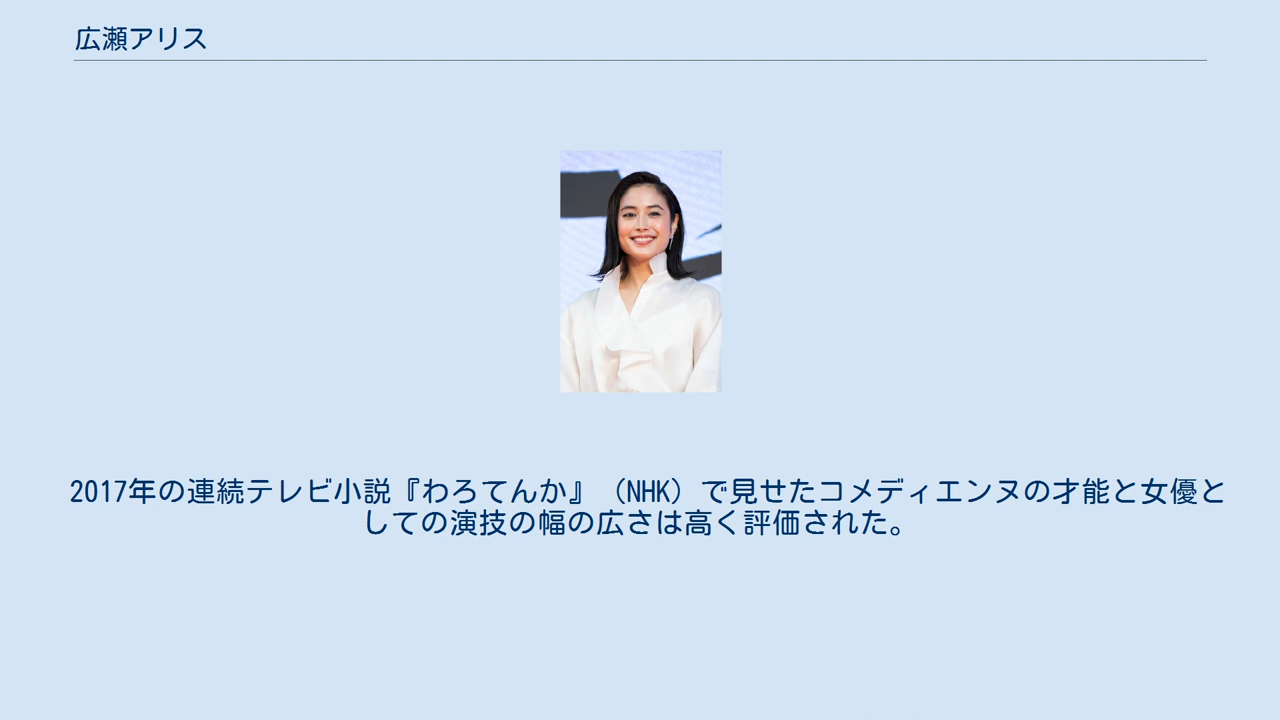 広瀬アリス
2017年の連続テレビ小説『わろてんか』（NHK）で見せたコメディエンヌの才能と女優と
しての演技の幅の広さは高く評価された。